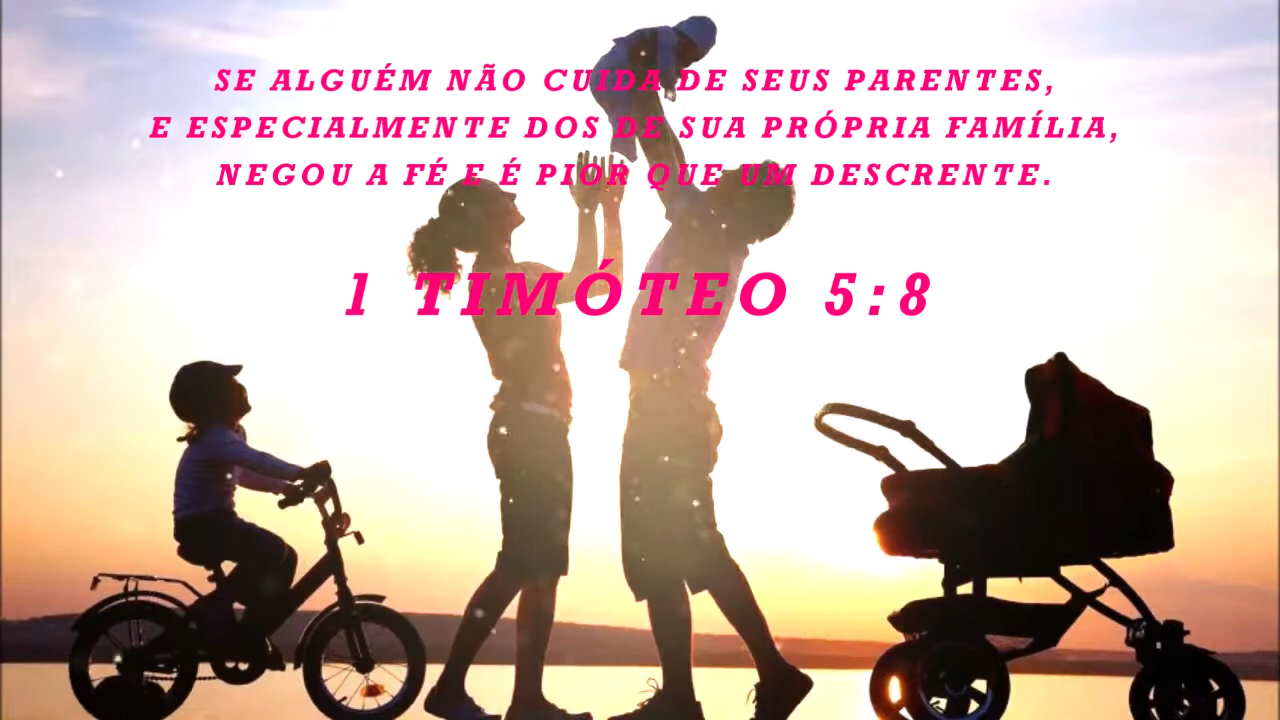 SE ALGUÉM NÃO CUIDA DE SEUS PARENTES,
E ESPECIALMENTE DOS DE SUA PRÓPRIA FAMÍLIA,
NEGOU A FÉ E É PIOR QUE UM DESCRENTE.
1 TIMÓTEO 5:8